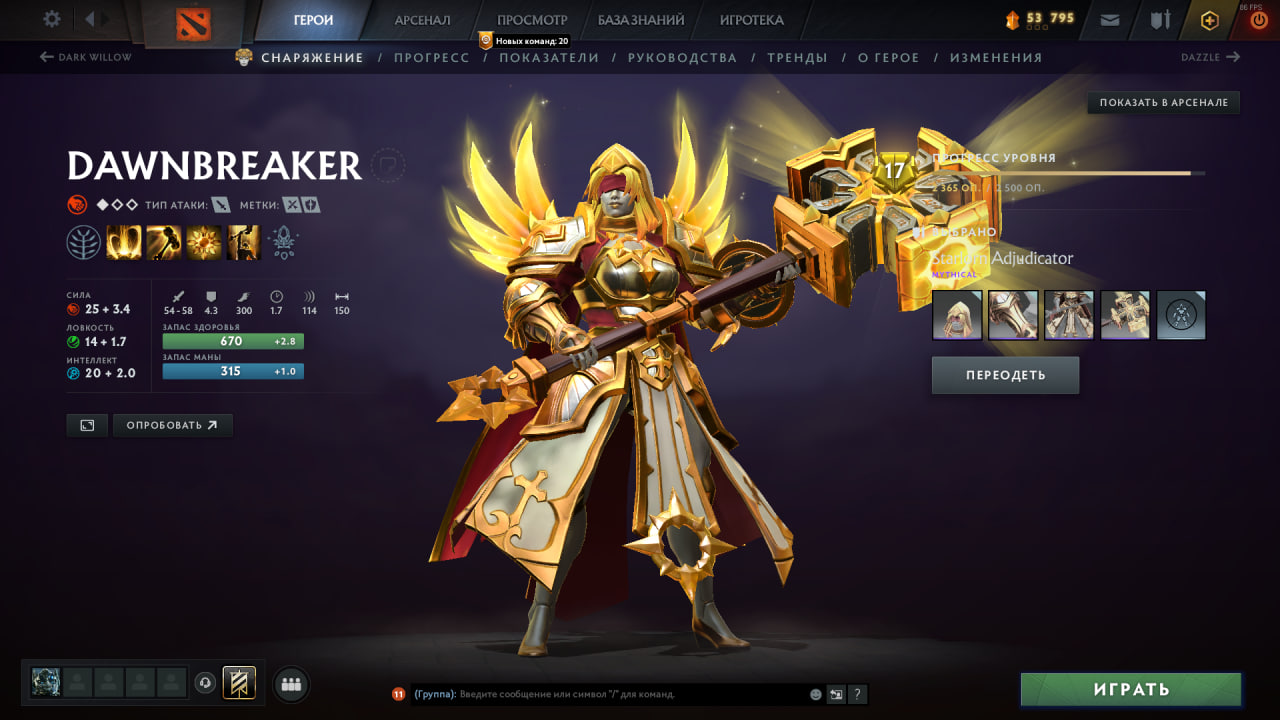 ГЕРОИ
АРСЕНАЛ
ПРОСМОТР
БАЗА ЗНАНИЙ
ИГРОТЕКА
53 795
86 FPS
Новых команд: 20
DARK WILLOW
СНАРЯЖЕНИЕ / ПРОГРЕСС / ПОКАЗАТЕЛИ / РУКОВОДСТВА / ТРЕНДЫ / О ГЕРОЕ / ИЗМЕНЕНИЯ
DAZZLE
ПОКАЗАТЬ В АРСЕНАЛЕ
DAWNBREAKER
17
ПРОГРЕСС УРОВНЯ
2 365 ОП. / 2 500 ОП.
ТИП АТАКИ:
МЕТКИ:
ВЫБРАНО
Starlorn Adjudicator
MYTHICAL
СИЛА
25 + 3.4
ЛОВКОСТЬ
14 + 1.7
ИНТЕЛЛЕКТ
20 + 2.0
54 - 58 4.3 300 1.7 114 150
ЗАПАС ЗДОРОВЬЯ
670 +2.8
ЗАПАС МАНЫ
315 +1.0
ПЕРЕОДЕТЬ
ОПРОБОВАТЬ
11
(Группа): Введите сообщение или символ "/" для команд.
?
ИГРАТЬ